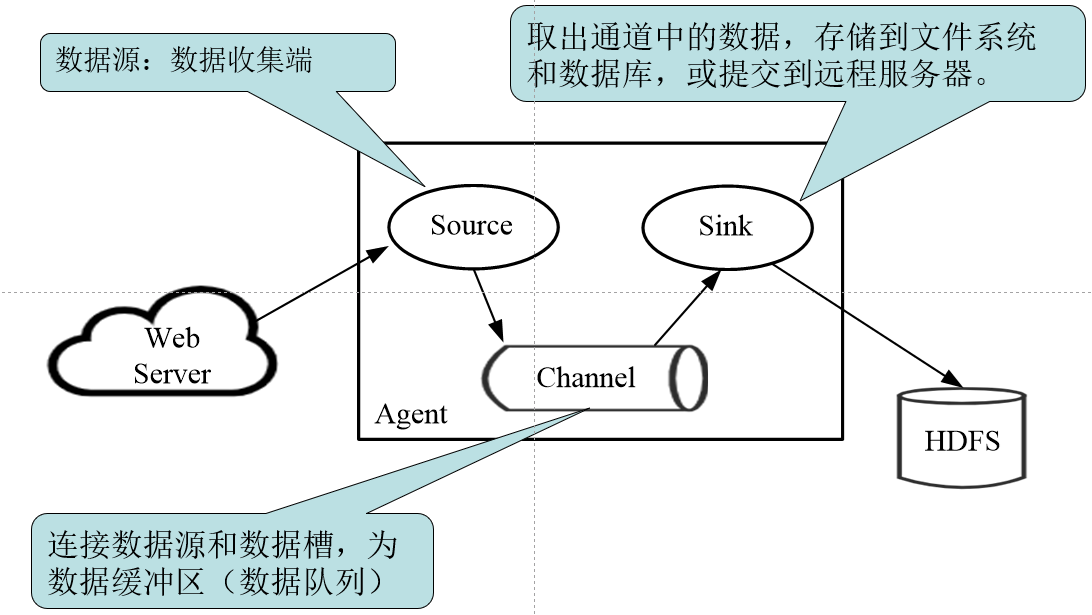 数据源：数据收集端
取出通道中的数据，存储到文件系统
和数据库，或提交到远程服务器。
Source
Sink
Web
Server
Channel
Agent
HDFS
连接数据源和数据槽，为
数据缓冲区（数据队列）